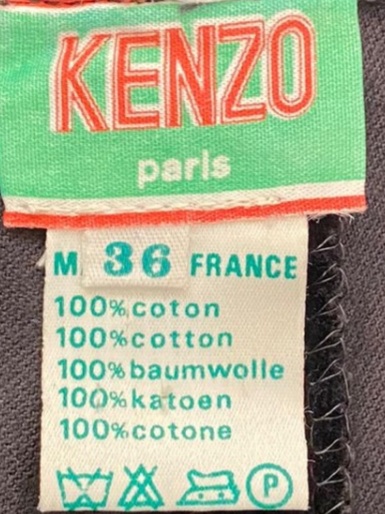 KENZO
paris
M 36 FRANCE
100% coton
100% cotton
100% baumwolle
100% katoen
100% cotone
P